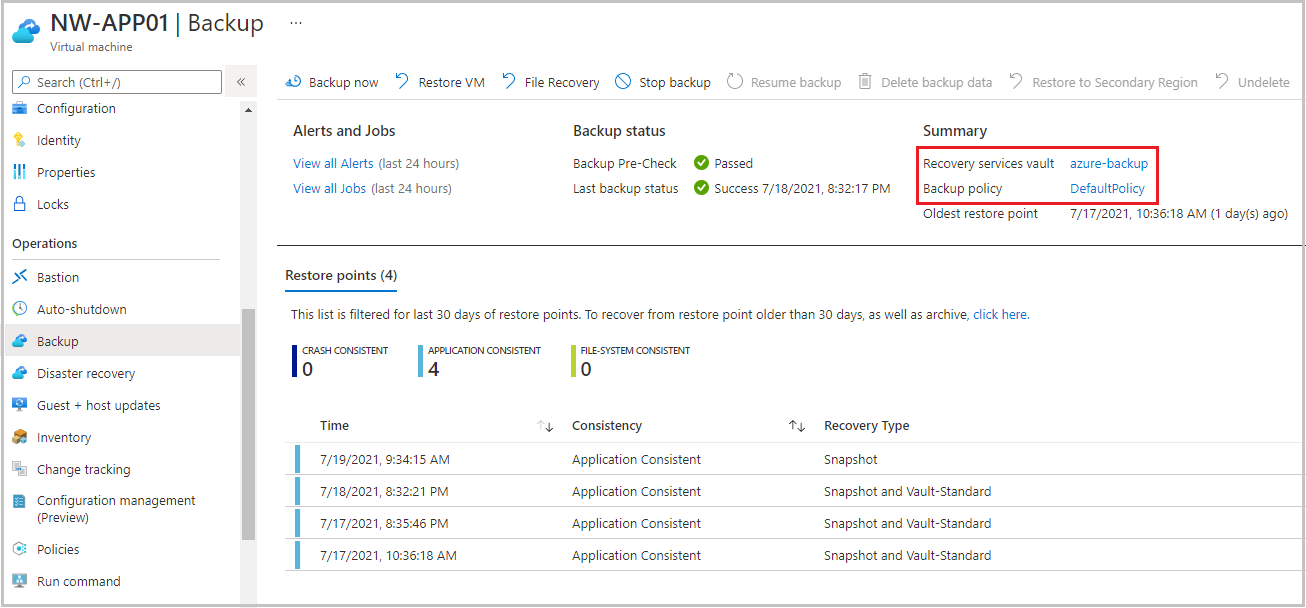 NW-APP01 | Backup ...
Virtual machine
Search (Ctrl+/)
«
Configuration
Identity
Properties
Locks
Operations
Bastion
Auto-shutdown
Backup
Disaster recovery
Guest + host updates
Inventory
Change tracking
Configuration management
(Preview)
Policies
Run command
Backup now Restore VM File Recovery Stop backup Resume backup Delete backup data Restore to Secondary Region Undelete
Alerts and Jobs
View all Alerts (last 24 hours)
View all Jobs (last 24 hours)
Backup status
Backup Pre-Check Passed
Last backup status Success 7/18/2021, 8:32:17 PM
Summary
Recovery services vault azure-backup
Backup policy DefaultPolicy
Oldest restore point 7/17/2021, 10:36:18 AM (1 day(s) ago)
Restore points (4)
This list is filtered for last 30 days of restore points. To recover from restore point older than 30 days, as well as archive, click here.
CRASH CONSISTENT
0
APPLICATION CONSISTENT
4
FILE-SYSTEM CONSISTENT
0
Time Consistency Recovery Type
7/19/2021, 9:34:15 AM Application Consistent Snapshot
7/18/2021, 8:32:21 PM Application Consistent Snapshot and Vault-Standard
7/17/2021, 8:35:46 PM Application Consistent Snapshot and Vault-Standard
7/17/2021, 10:36:18 AM Application Consistent Snapshot and Vault-Standard